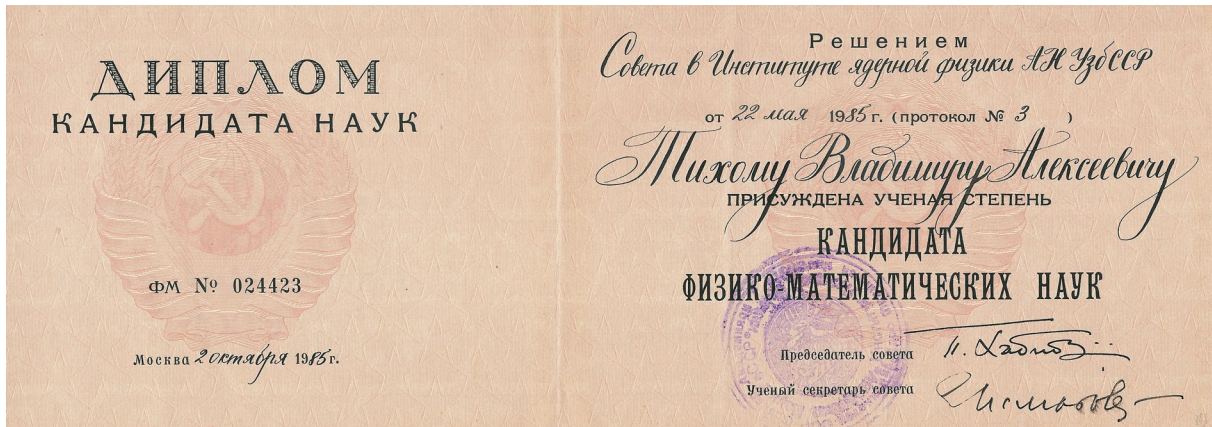 ДИПЛОМ
КАНДИДАТА НАУК
ФМ № 024423
Москва 2 октября 1985 г.
Решением
Совета в Институте ядерной физики АН УзбССР
от 22 мая 1985 г. (протокол № 3 )
Тихому Владимиру Алексеевичу
ПРИСУЖДЕНА УЧЕНАЯ СТЕПЕНЬ
КАНДИДАТА
ФИЗИКО-МАТЕМАТИЧЕСКИХ НАУК
Председатель совета
Ученый секретарь совета